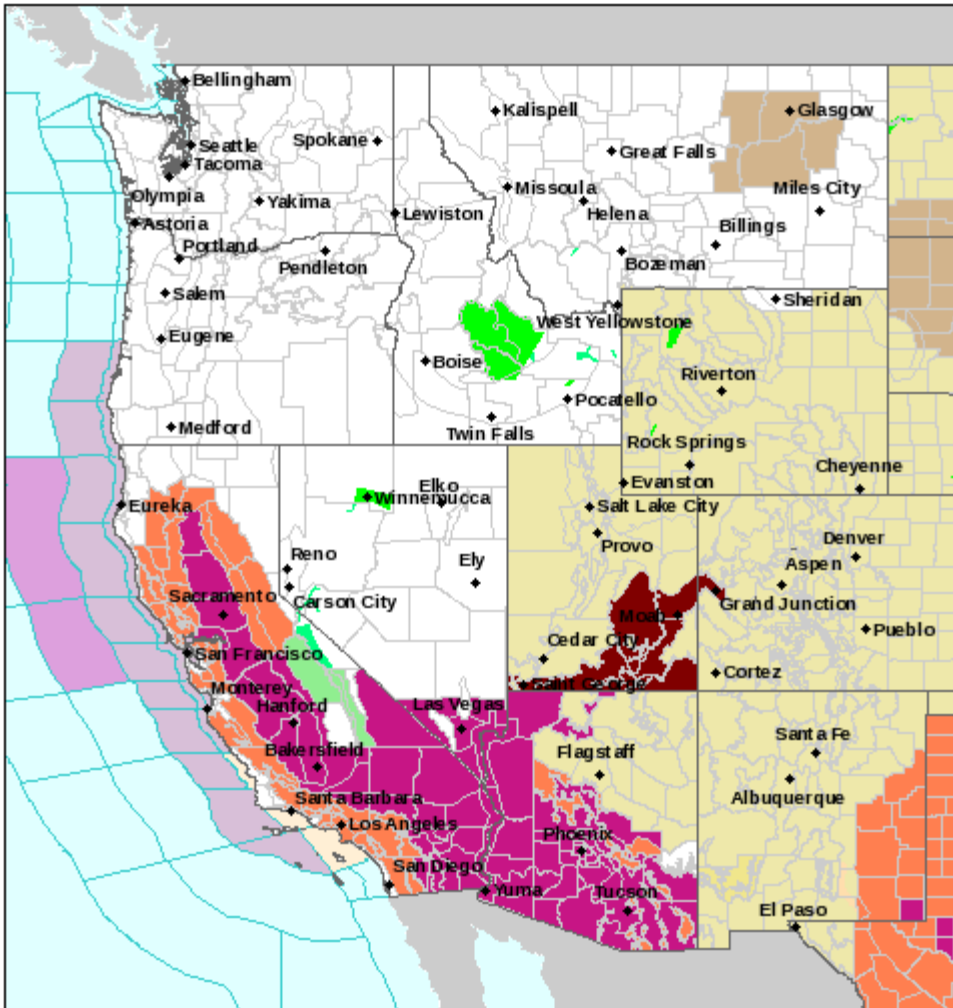 Bellingham
Kalispell
Glasgow
Spokane
Seattle
Great Falls
Tacoma
Missoula
Miles City
Olympia
Yakima
Helena
Lewiston
Astoria
Billings
Portland
Bozeman
Pendleton
Salem
Sheridan
West Yellowstone
Eugene
Boise
Riverton
Pocatello
Medford
Twin Falls
Rock Springs
Cheyenne
Elko
Evanston
Winnemucca
Eureka
Salt Lake City
Denver
Provo
Reno
Ely
Aspen
Sacramento
Carson City
Grand Junction
Moab
Pueblo
Cedar City
San Francisco
Cortez
Saint George
Monterey
Hanford
Las Vegas
Santa Fe
Bakersfield
Flagstaff
Albuquerque
Santa Barbara
Los Angeles
Phoenix
San Diego
Yuma
Tucson
El Paso